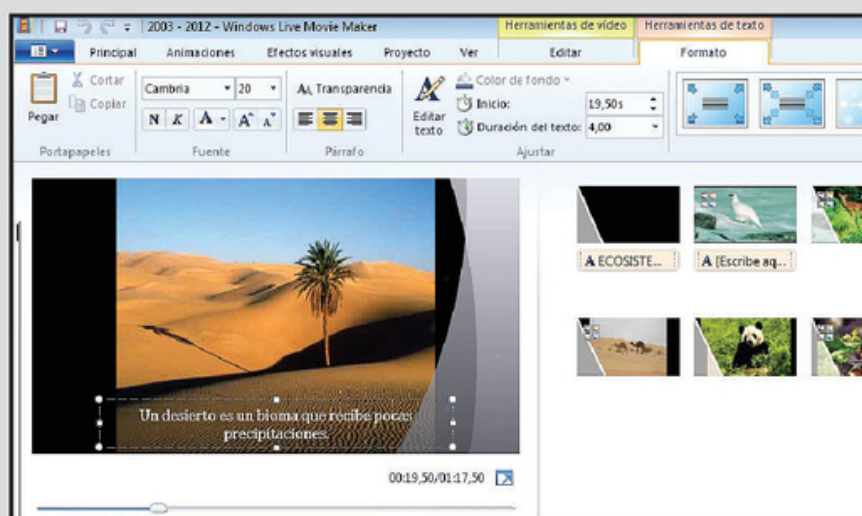 2003 - 2012 - Windows Live Movie Maker
Herramientas de vídeo
Herramientas de texto
Principal
Animaciones
Efectos visuales
Proyecto
Ver
Editar
Formato
Pegar
Cortar
Copiar
Portapapeles
Cambria
20
N K A A A
Fuente
AA Transparencia
Párrafo
A
Editar texto
Color de fondo
Inicio: 19,50s
Duración del texto: 4,00
Ajustar
Un desierto es un bioma que recibe pocas
precipitaciones.
00:19,50/01:17,50
A ECOSISTE...
A [Escribe aq...